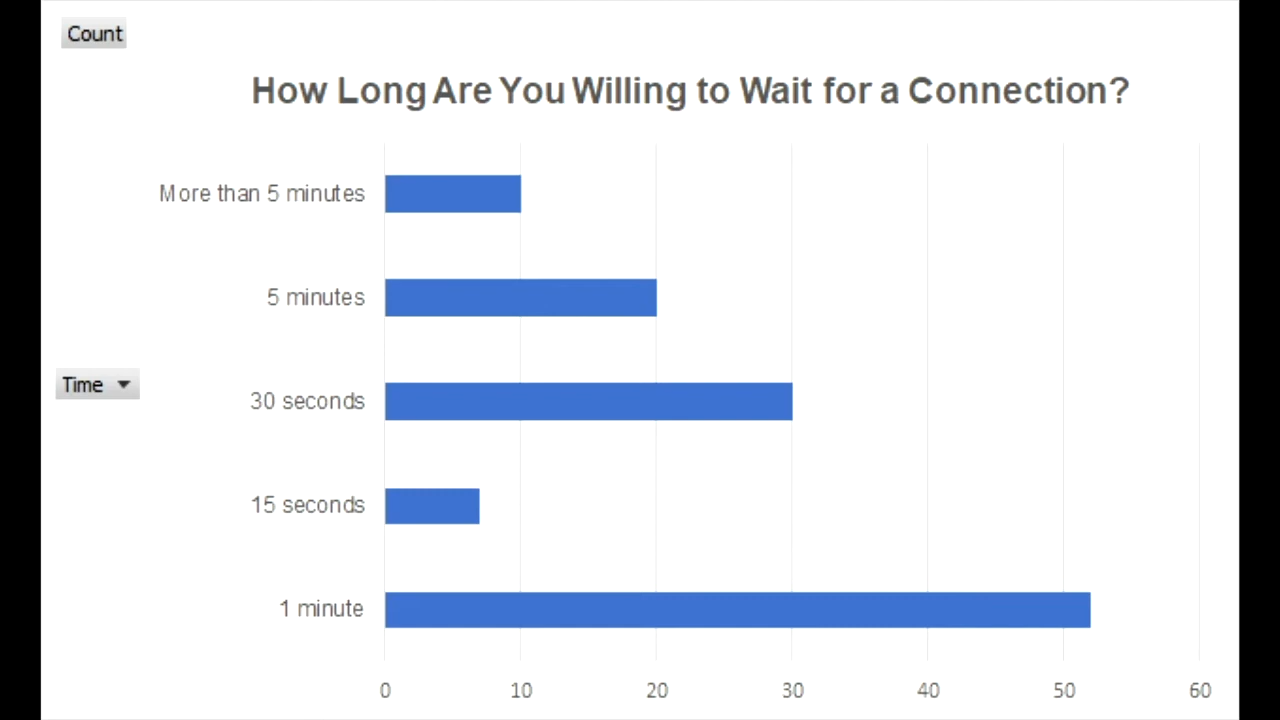 Count
How Long Are You Willing to Wait for a Connection?
More than 5 minutes
5 minutes
Time
30 seconds
15 seconds
1 minute
0 10 20 30 40 50 60